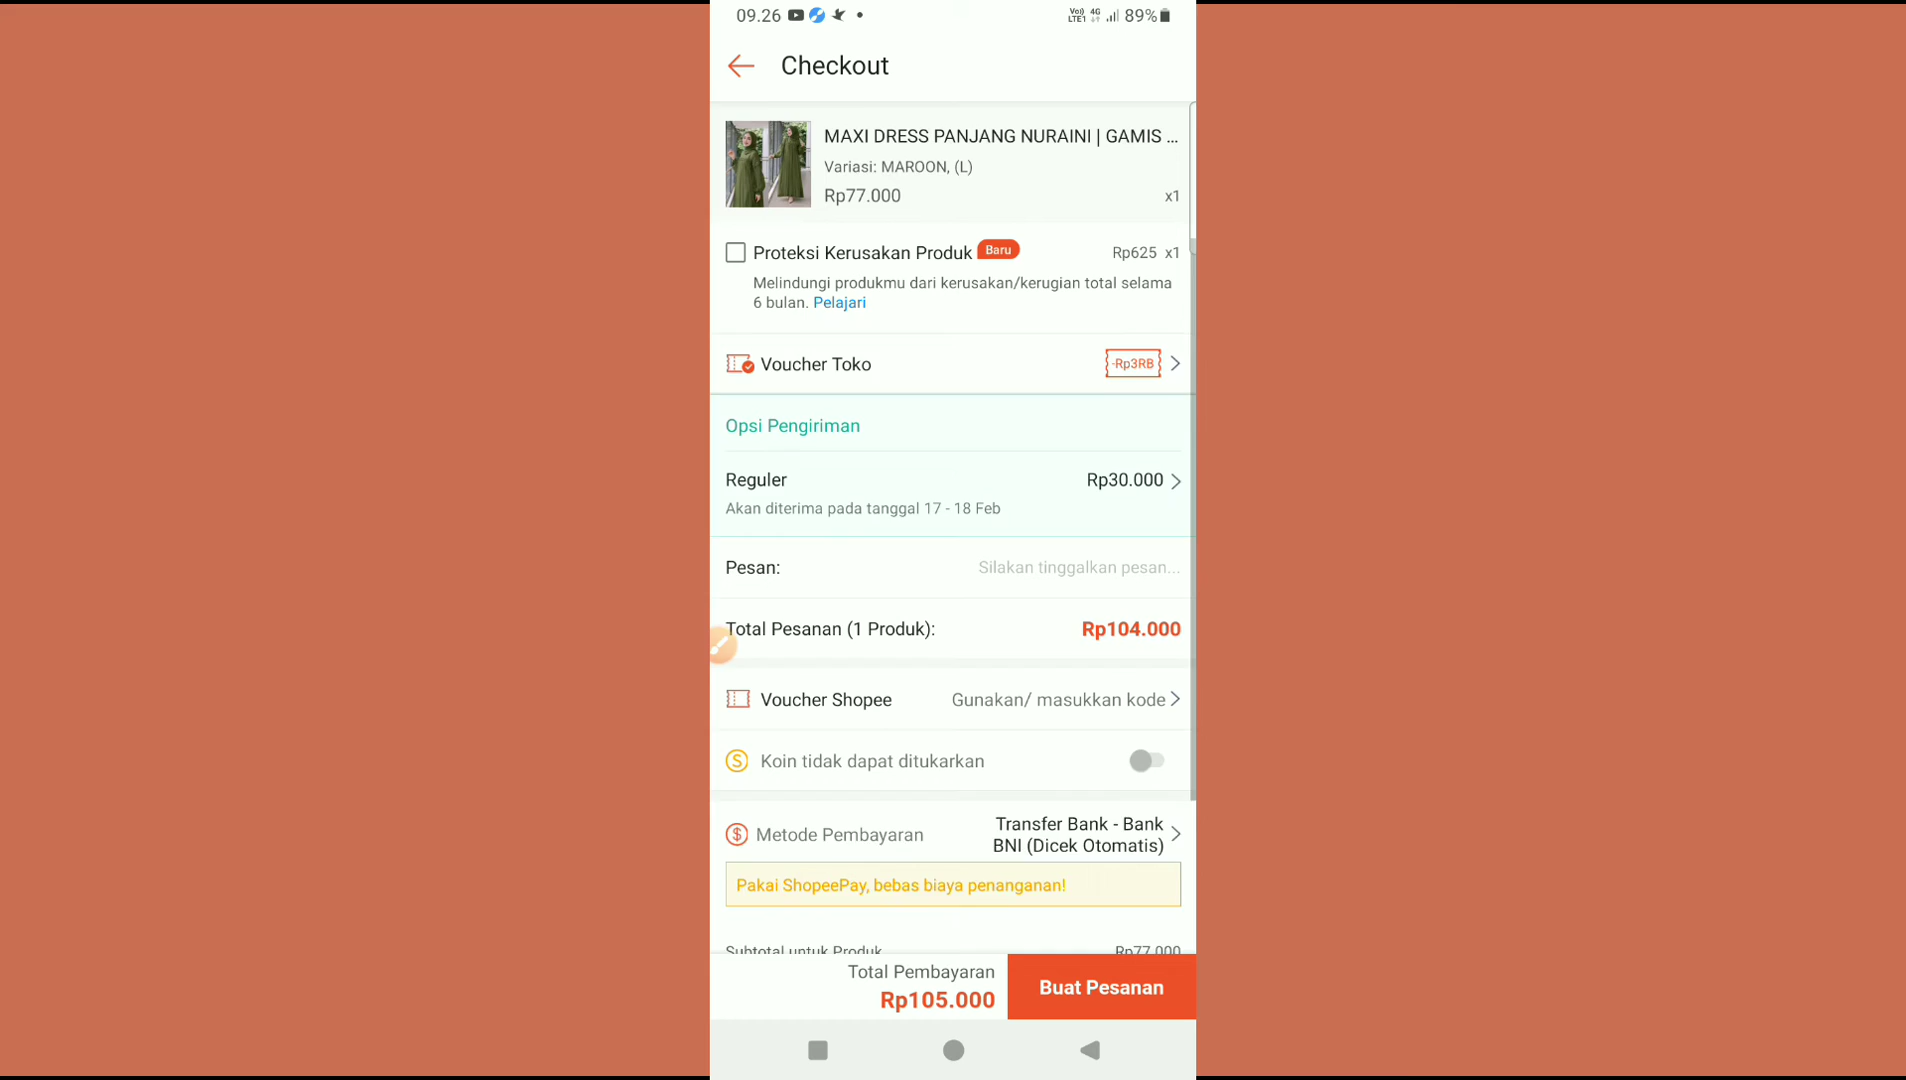 09.26
Vo) 4G
LTE1
89%
Checkout
MAXI DRESS PANJANG NURAINI | GAMIS ...
Variasi: MAROON, (L)
Rp77.000
x1
Proteksi Kerusakan Produk
Baru
Rp625 x1
Melindungi produkmu dari kerusakan/kerugian total selama
6 bulan. Pelajari
Voucher Toko
-Rp3RB
Opsi Pengiriman
Reguler
Rp30.000
Akan diterima pada tanggal 17 - 18 Feb
Pesan:
Silakan tinggalkan pesan...
Total Pesanan (1 Produk):
Rp104.000
Voucher Shopee
Gunakan/ masukkan kode
Koin tidak dapat ditukarkan
Metode Pembayaran
Transfer Bank - Bank
BNI (Dicek Otomatis)
Pakai ShopeePay, bebas biaya penanganan!
Subtotal untuk Produk
Rp77.000
Total Pembayaran
Rp105.000
Buat Pesanan